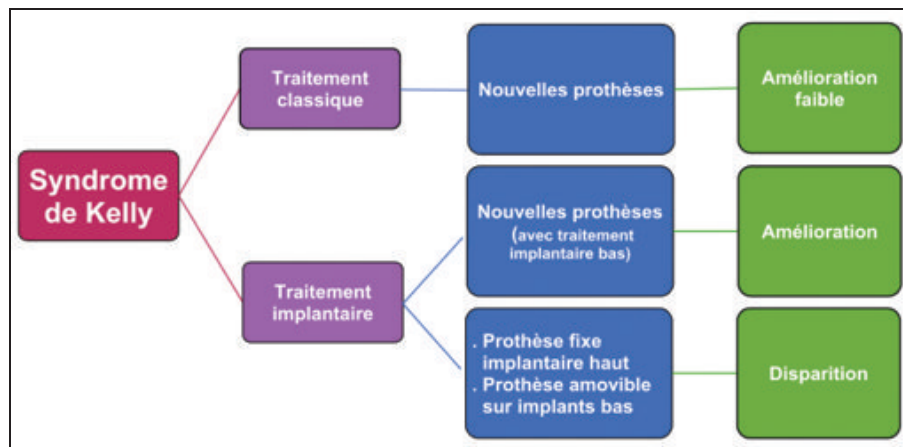 Syndrome
de Kelly
Traitement
classique
Nouvelles prothèses
Amélioration
faible
Traitement
implantaire
Nouvelles prothèses
(avec traitement
implantaire bas)
Amélioration
. Prothèse fixe
implantaire haut
. Prothèse amovible
sur implants bas
Disparition